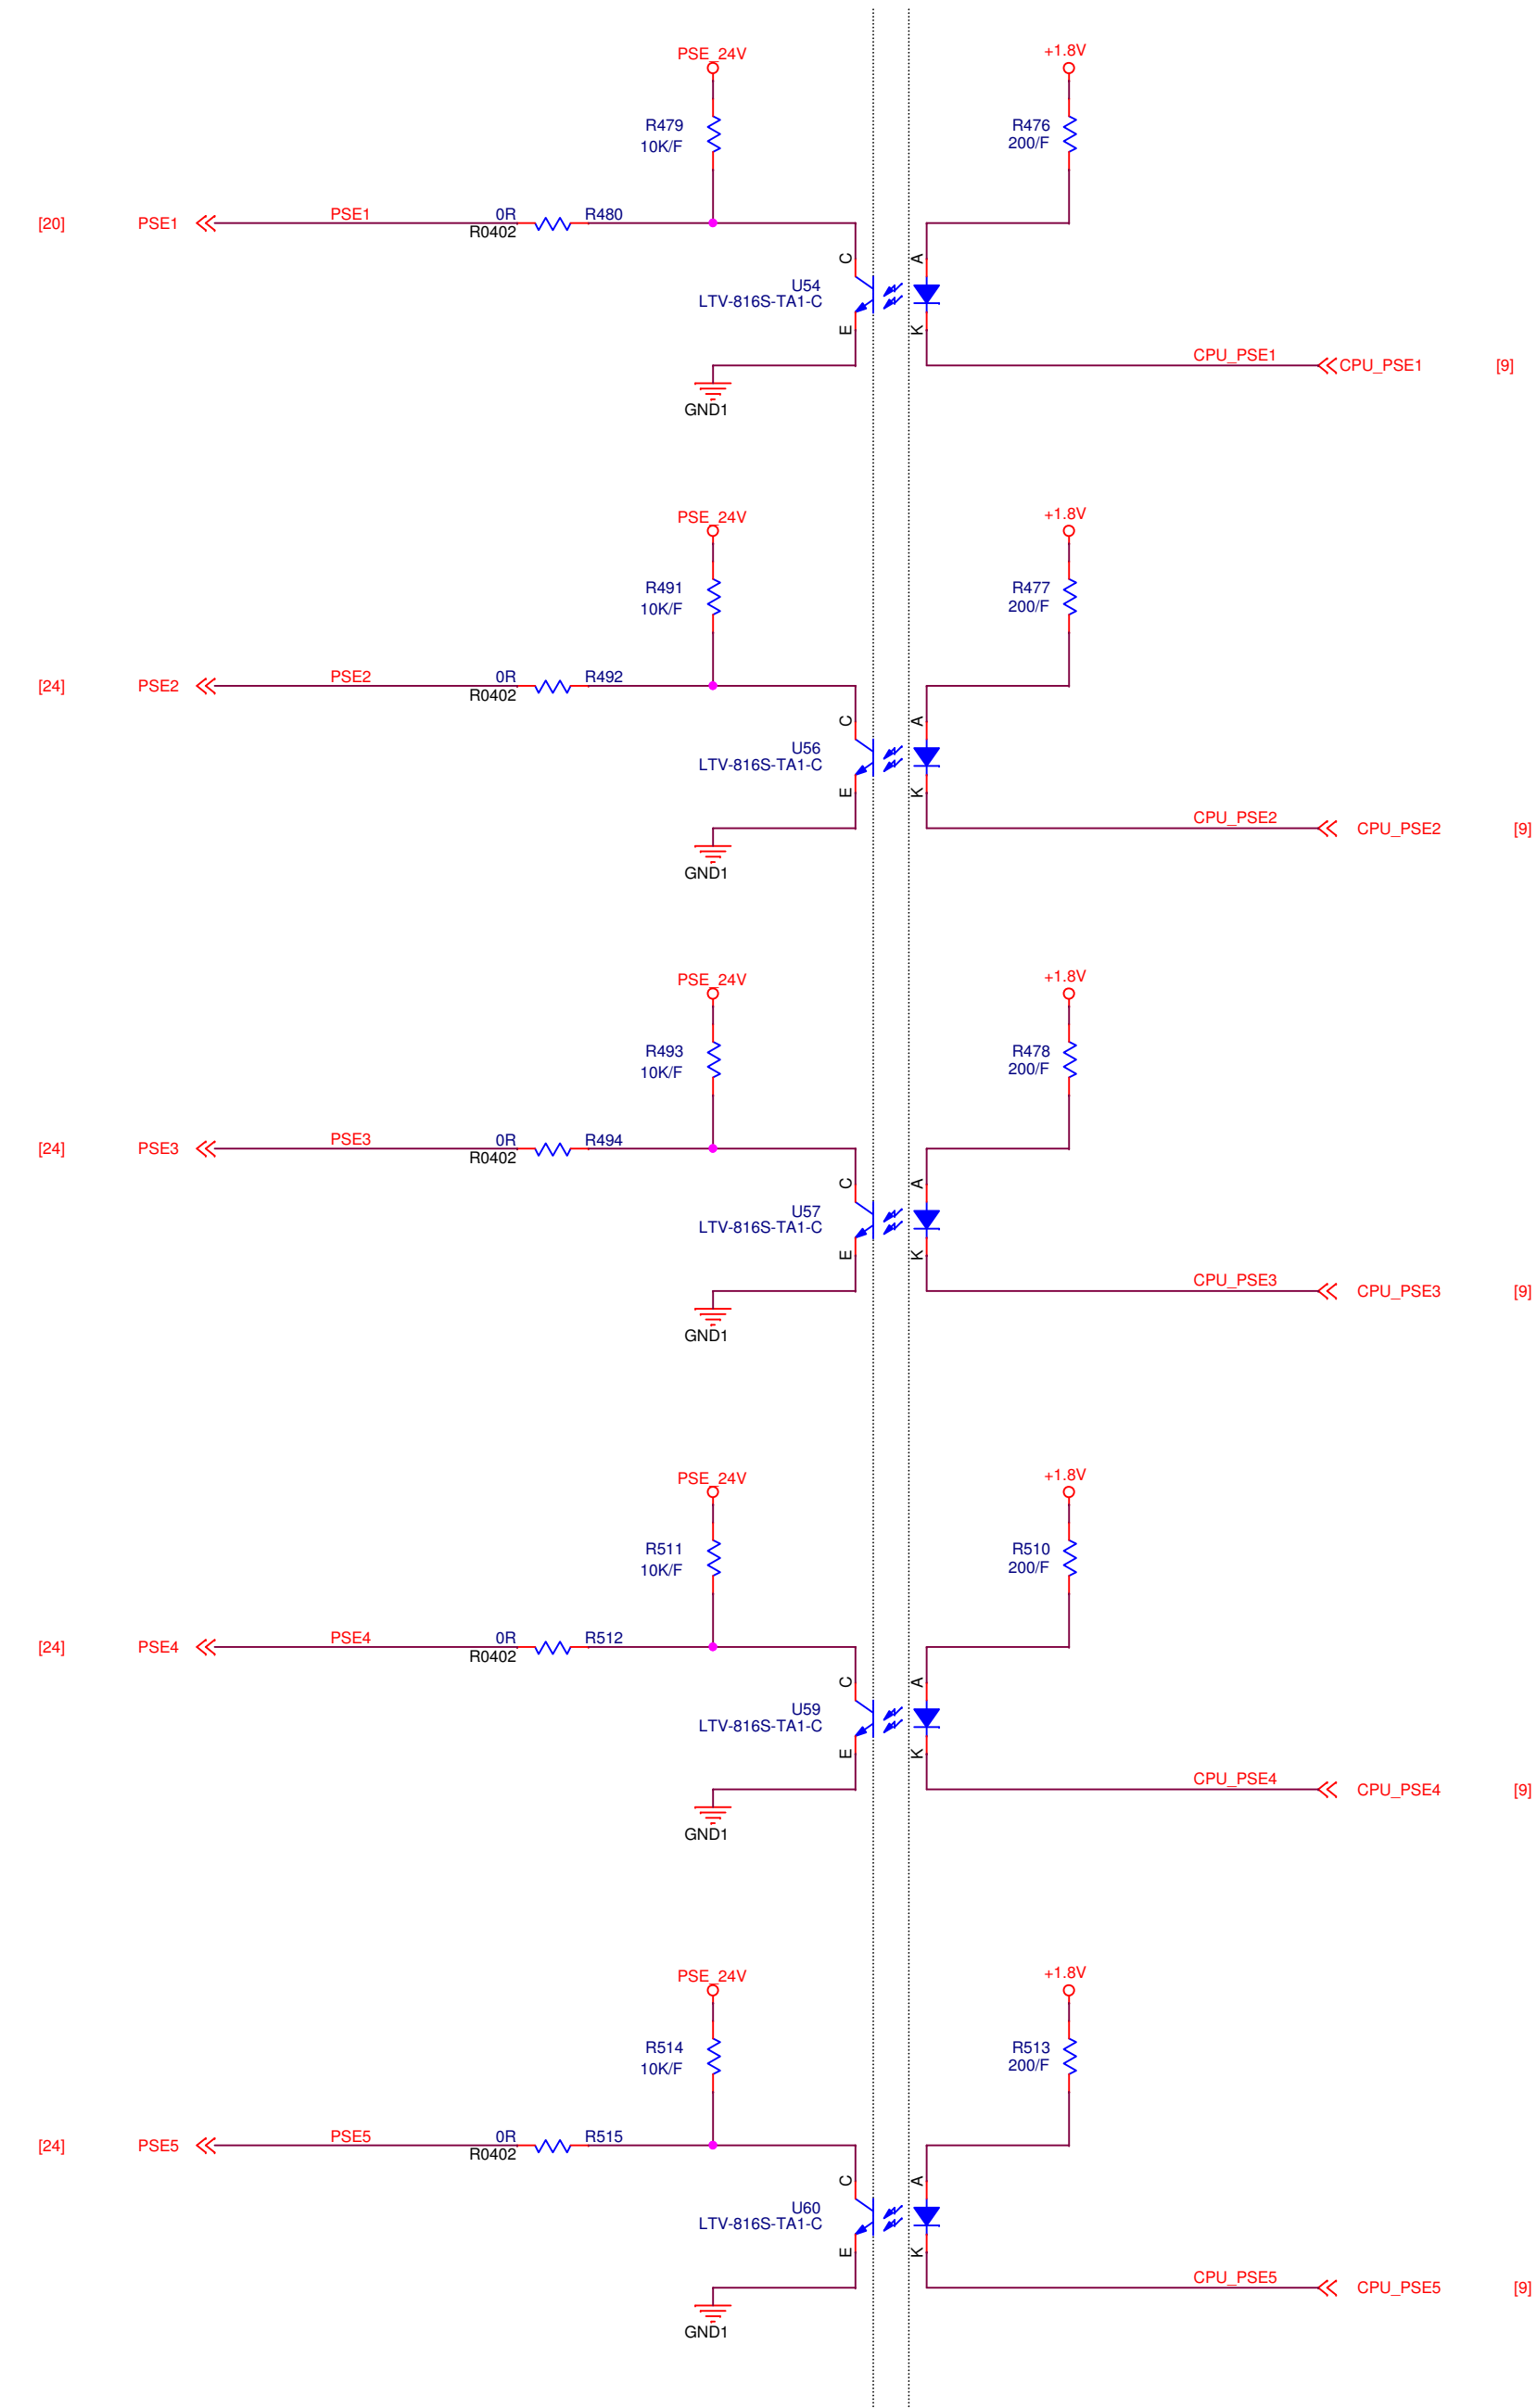 PSE_24V
+1.8V
R479
10K/F
R476
200/F
[20] PSE1 PSE1 0R R480
R0402
C A
U54
LTV-816S-TA1-C
E K
CPU_PSE1 CPU_PSE1 [9]
GND1
PSE_24V
+1.8V
R491
10K/F
R477
200/F
[24] PSE2 PSE2 0R R492
R0402
C A
U56
LTV-816S-TA1-C
E K
CPU_PSE2 CPU_PSE2 [9]
GND1
PSE_24V
+1.8V
R493
10K/F
R478
200/F
[24] PSE3 PSE3 0R R494
R0402
C A
U57
LTV-816S-TA1-C
E K
CPU_PSE3 CPU_PSE3 [9]
GND1
PSE_24V
+1.8V
R511
10K/F
R510
200/F
[24] PSE4 PSE4 0R R512
R0402
C A
U59
LTV-816S-TA1-C
E K
CPU_PSE4 CPU_PSE4 [9]
GND1
PSE_24V
+1.8V
R514
10K/F
R513
200/F
[24] PSE5 PSE5 0R R515
R0402
C A
U60
LTV-816S-TA1-C
E K
CPU_PSE5 CPU_PSE5 [9]
GND1